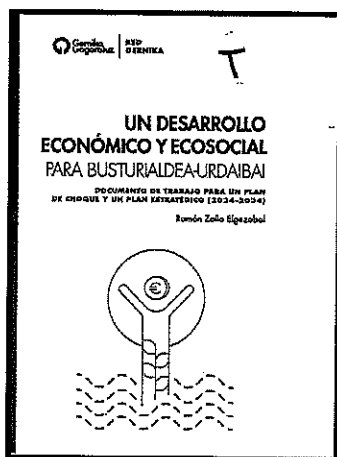 Gernika
Gogoratuz
RED
GERNIKA
T
UN DESARROLLO
ECONÓMICO Y ECOSOCIAL
PARA BUSTURIALDEA-URDAIBAI
DOCUMENTO DE TRABAJO PARA UN PLAN
DE CHOQUE Y UN PLAN ESTRATÉGICO (2024-2034)
Ramón Zallo Elgezabal
€